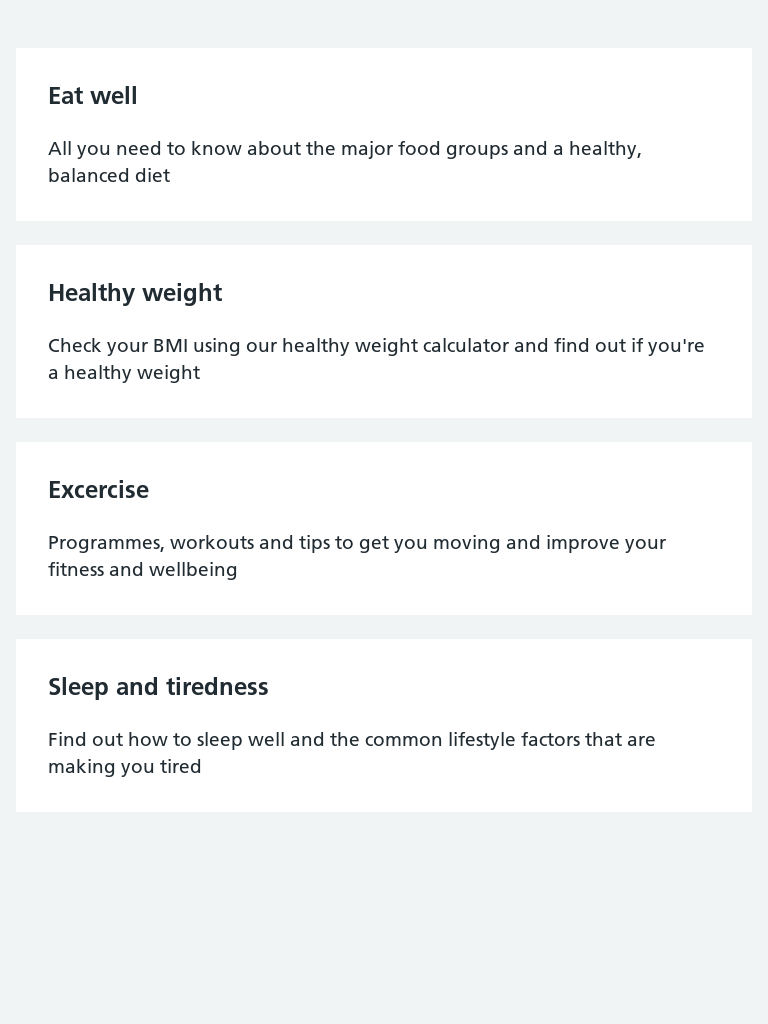 Eat well
All you need to know about the major food groups and a healthy,
balanced diet
Healthy weight
Check your BMI using our healthy weight calculator and find out if you're
a healthy weight
Excercise
Programmes, workouts and tips to get you moving and improve your
fitness and wellbeing
Sleep and tiredness
Find out how to sleep well and the common lifestyle factors that are
making you tired